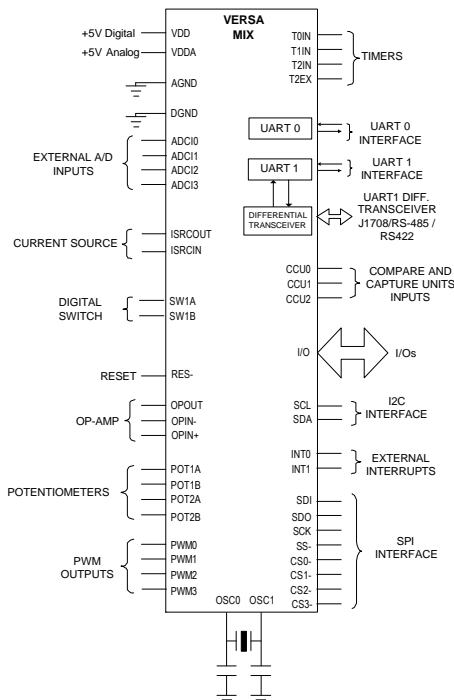 VERSA
MIX
+5V Digital
VDD
+5V Analog
VDDA
AGND
DGND
EXTERNAL A/D
INPUTS
ADCI0
ADCI1
ADCI2
ADCI3
CURRENT SOURCE
ISRCOUT
ISRCIN
DIGITAL
SWITCH
SW1A
SW1B
RESET
RES-
OP-AMP
OPOUT
OPIN-
OPIN+
POTENTIOMETERS
POT1A
POT1B
POT2A
POT2B
PWM
OUTPUTS
PWM0
PWM1
PWM2
PWM3
OSC0 OSC1
T0IN
T1IN
T2IN
T2EX
TIMERS
UART 0
UART 0
INTERFACE
UART 1
UART 1
INTERFACE
DIFFERENTIAL
TRANSCEIVER
UART1 DIFF.
TRANSCEIVER
J1708/RS-485 /
RS422
CCU0
CCU1
CCU2
COMPARE AND
CAPTURE UNITS
INPUTS
I/O
I/Os
SCL
SDA
I2C
INTERFACE
INT0
INT1
EXTERNAL
INTERRUPTS
SDI
SDO
SCK
SS-
CS0-
CS1-
CS2-
CS3-
SPI
INTERFACE